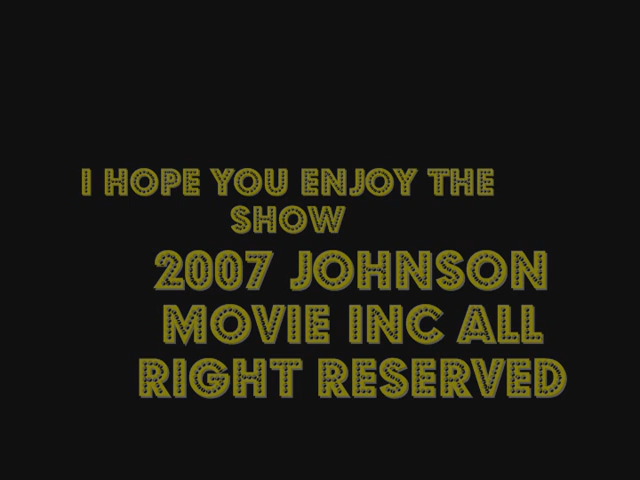 I HOPE YOU ENJOY THE
SHOW
2007 JOHNSON
MOVIE INC ALL
RIGHT RESERVED